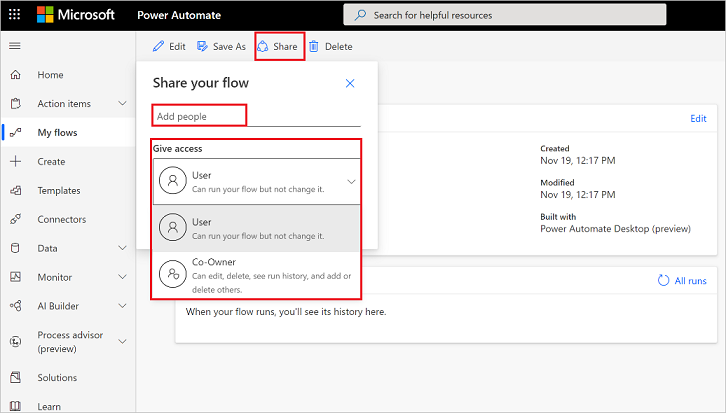 Microsoft
Power Automate
Search for helpful resources
Edit
Save As
Share
Delete
Home
Action items
My flows
Create
Templates
Connectors
Data
Monitor
AI Builder
Process advisor
(preview)
Solutions
Learn
Share your flow
Add people
Give access
User
Can run your flow but not change it.
User
Can run your flow but not change it.
Co-Owner
Can edit, delete, see run history, and add or
delete others.
Edit
Created
Nov 19, 12:17 PM
Modified
Nov 19, 12:17 PM
Built with
Power Automate Desktop (preview)
All runs
When your flow runs, you'll see its history here.